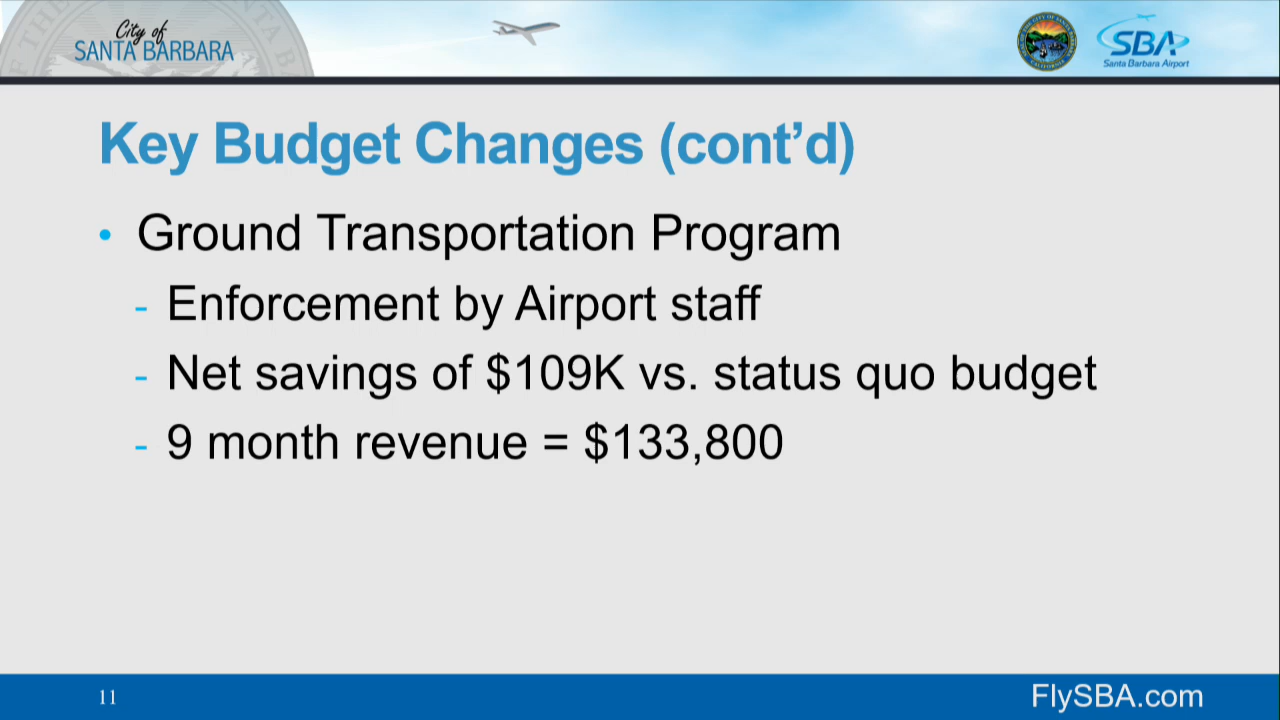 City of
SANTA BARBARA
SBA
Santa Barbara Airport
Key Budget Changes (cont’d)
• Ground Transportation Program
- Enforcement by Airport staff
- Net savings of $109K vs. status quo budget
- 9 month revenue = $133,800
11
FlySBA.com